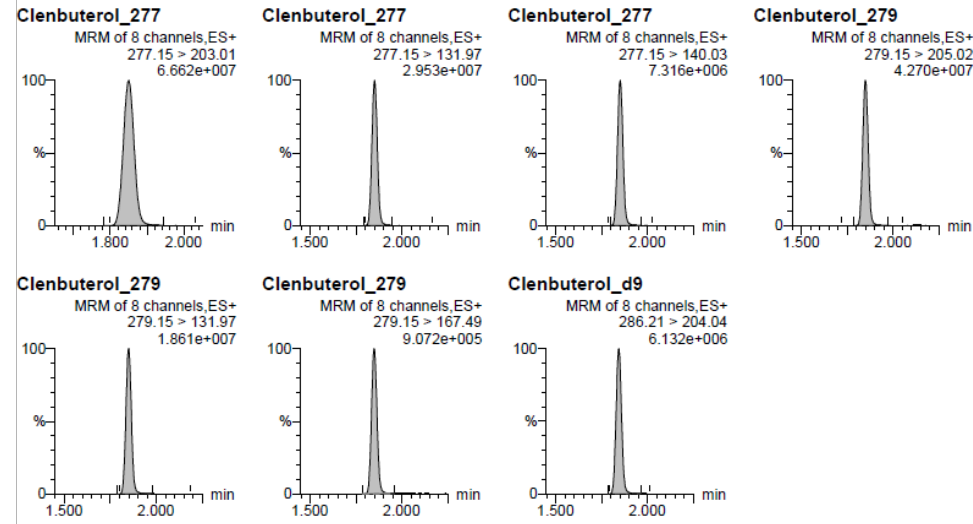 Clenbuterol_277
MRM of 8 channels,ES+
277.15 > 203.01
6.662e+007
100
%
0
1.800 2.000 min
Clenbuterol_277
MRM of 8 channels,ES+
277.15 > 131.97
2.953e+007
100
%
0
1.500 2.000 min
Clenbuterol_277
MRM of 8 channels,ES+
277.15 > 140.03
7.316e+006
100
%
0
1.500 2.000 min
Clenbuterol_279
MRM of 8 channels,ES+
279.15 > 205.02
4.270e+007
100
%
0
1.500 2.000 min
Clenbuterol_279
MRM of 8 channels,ES+
279.15 > 131.97
1.861e+007
100
%
0
1.500 2.000 min
Clenbuterol_279
MRM of 8 channels,ES+
279.15 > 167.49
9.072e+005
100
%
0
1.500 2.000 min
Clenbuterol_d9
MRM of 8 channels,ES+
286.21 > 204.04
6.132e+006
100
%
0
1.500 2.000 min